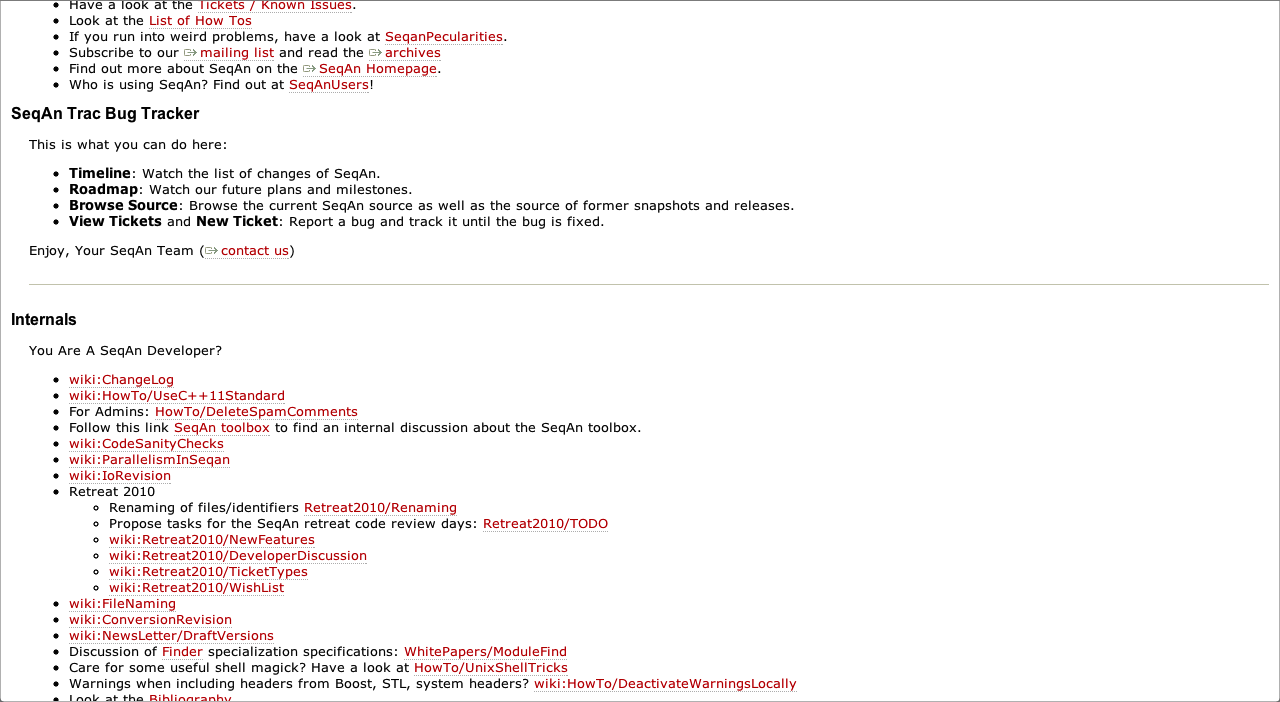 Have a look at the Tickets / Known Issues.
Look at the List of How Tos
If you run into weird problems, have a look at SeqanPecularities.
Subscribe to our mailing list and read the archives
Find out more about SeqAn on the SeqAn Homepage.
Who is using SeqAn? Find out at SeqAnUsers!
SeqAn Trac Bug Tracker
This is what you can do here:
Timeline: Watch the list of changes of SeqAn.
Roadmap: Watch our future plans and milestones.
Browse Source: Browse the current SeqAn source as well as the source of former snapshots and releases.
View Tickets and New Ticket: Report a bug and track it until the bug is fixed.
Enjoy, Your SeqAn Team (contact us)
Internals
You Are A SeqAn Developer?
wiki:ChangeLog
wiki:HowTo/UseC++11Standard
For Admins: HowTo/DeleteSpamComments
Follow this link SeqAn toolbox to find an internal discussion about the SeqAn toolbox.
wiki:CodeSanityChecks
wiki:ParallelismInSeqan
wiki:IoRevision
Retreat 2010
Renaming of files/identifiers Retreat2010/Renaming
Propose tasks for the SeqAn retreat code review days: Retreat2010/TODO
wiki:Retreat2010/NewFeatures
wiki:Retreat2010/DeveloperDiscussion
wiki:Retreat2010/TicketTypes
wiki:Retreat2010/WishList
wiki:FileNaming
wiki:ConversionRevision
wiki:NewsLetter/DraftVersions
Discussion of Finder specialization specifications: WhitePapers/ModuleFind
Care for some useful shell magick? Have a look at HowTo/UnixShellTricks
Warnings when including headers from Boost, STL, system headers? wiki:HowTo/DeactivateWarningsLocally
Look at the Bibliography